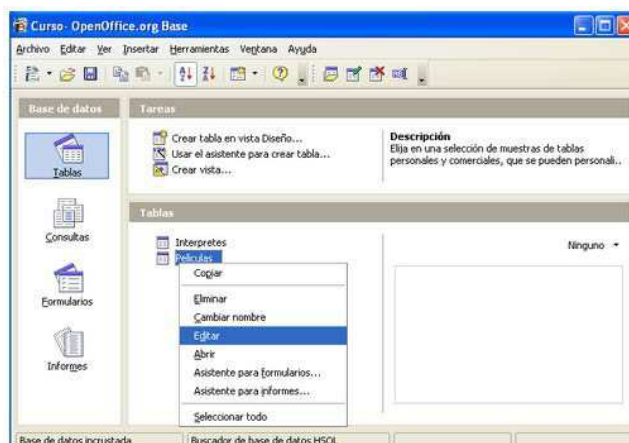 Curso- OpenOffice.org Base
Archivo Editar Ver Insertar Herramientas Ventana Ayuda
Base de datos
Tareas
Tablas
Consultas
Formularios
Informes
Crear tabla en vista Diseño...
Usar el asistente para crear tabla...
Crear vista...
Descripción
Elija en una selección de muestras de tablas
personales y comerciales, que se pueden personali..
Tablas
Interpretes
Peliculas
Ninguno
Copiar
Eliminar
Cambiar nombre
Editar
Abrir
Asistente para formularios...
Asistente para informes...
Seleccionar todo
Base de datos incrustada
Buscador de base de datos HSQL